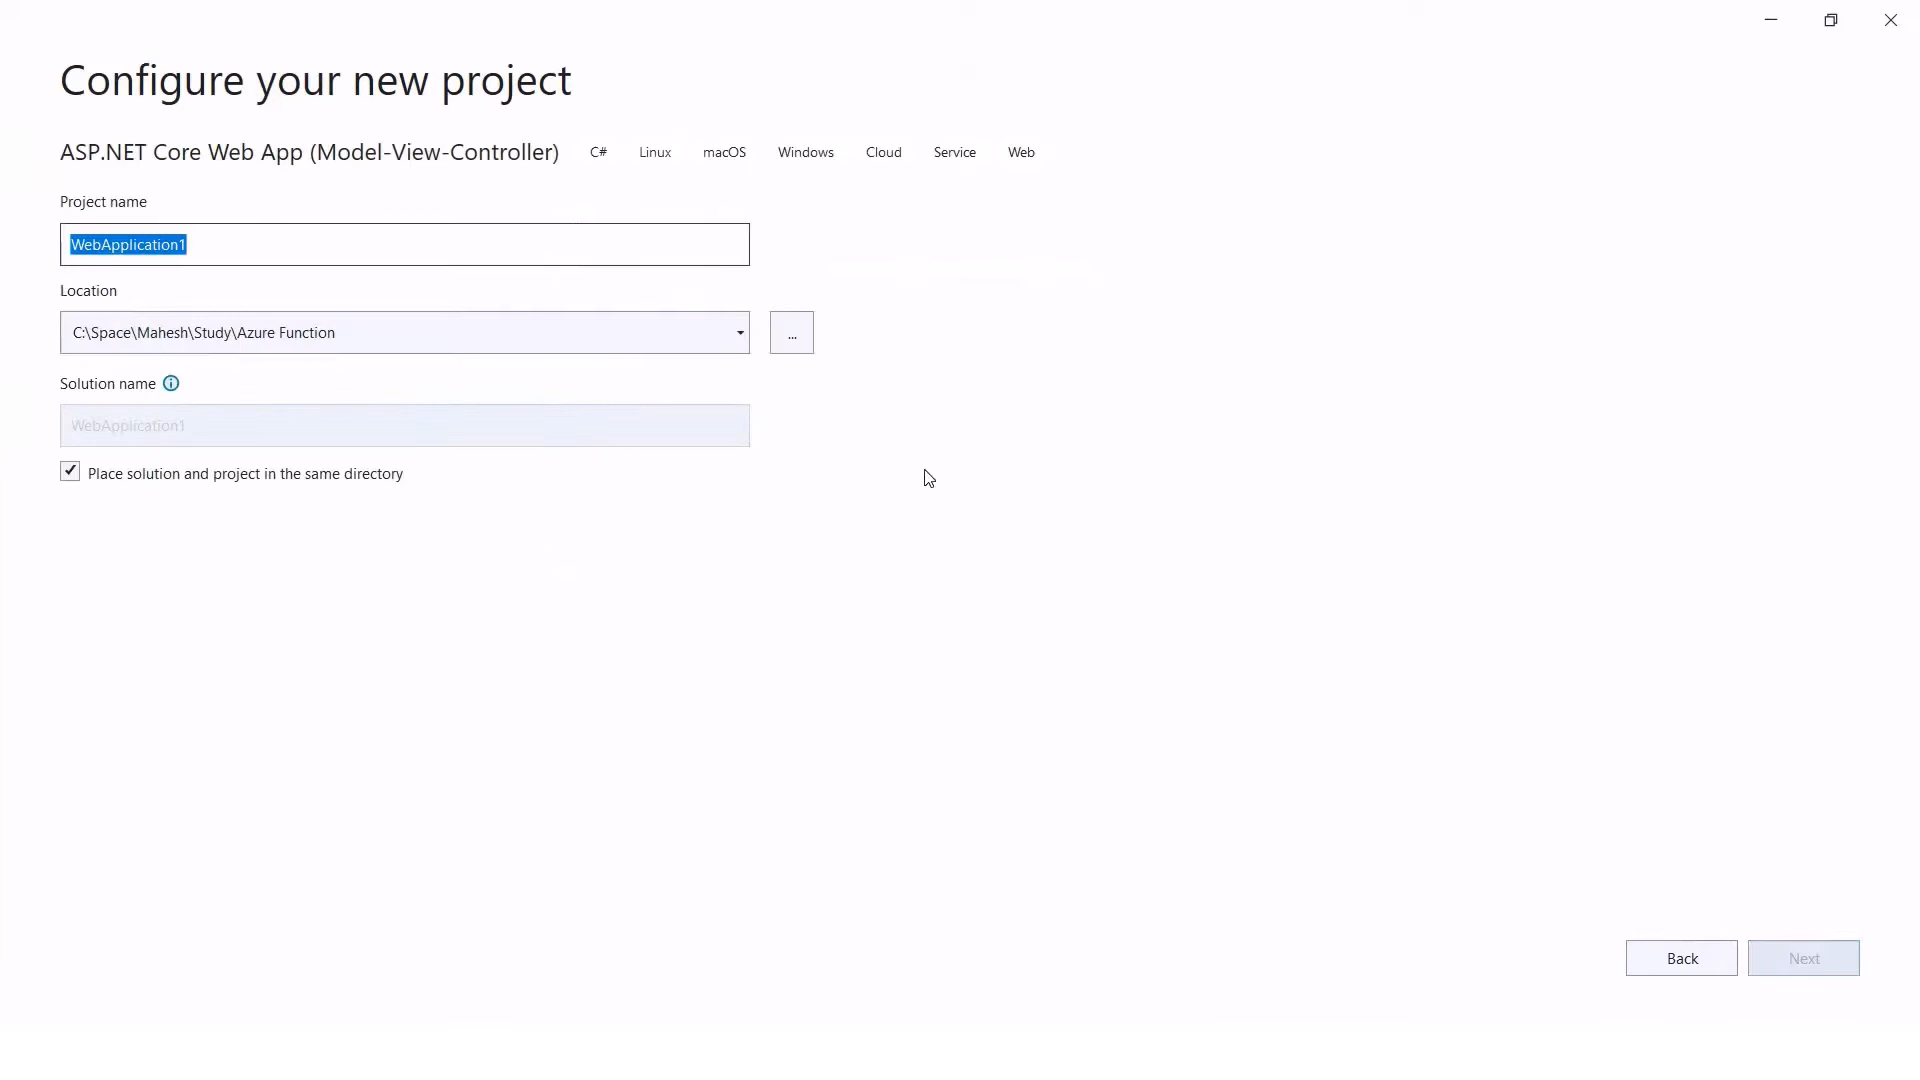 Configure your new project
ASP.NET Core Web App (Model-View-Controller) C# Linux macOS Windows Cloud Service Web
Project name
WebApplication1
Location
C:\Space\Mahesh\Study\Azure Function
...
Solution name
WebApplication1
Place solution and project in the same directory
Back Next